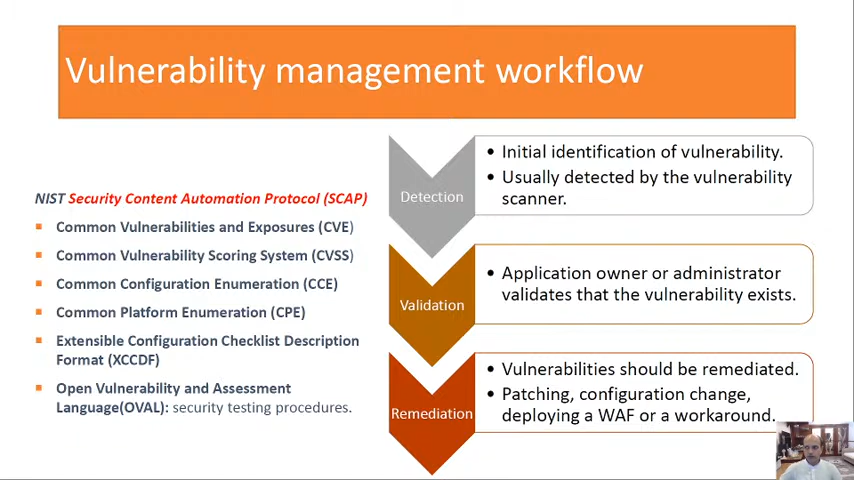 Vulnerability management workflow
NIST Security Content Automation Protocol (SCAP)
▪ Common Vulnerabilities and Exposures (CVE)
▪ Common Vulnerability Scoring System (CVSS)
▪ Common Configuration Enumeration (CCE)
▪ Common Platform Enumeration (CPE)
▪ Extensible Configuration Checklist Description
Format (XCCDF)
▪ Open Vulnerability and Assessment
Language(OVAL): security testing procedures.
Detection
• Initial identification of vulnerability.
• Usually detected by the vulnerability
scanner.
Validation
• Application owner or administrator
validates that the vulnerability exists.
Remediation
• Vulnerabilities should be remediated.
• Patching, configuration change,
deploying a WAF or a workaround.